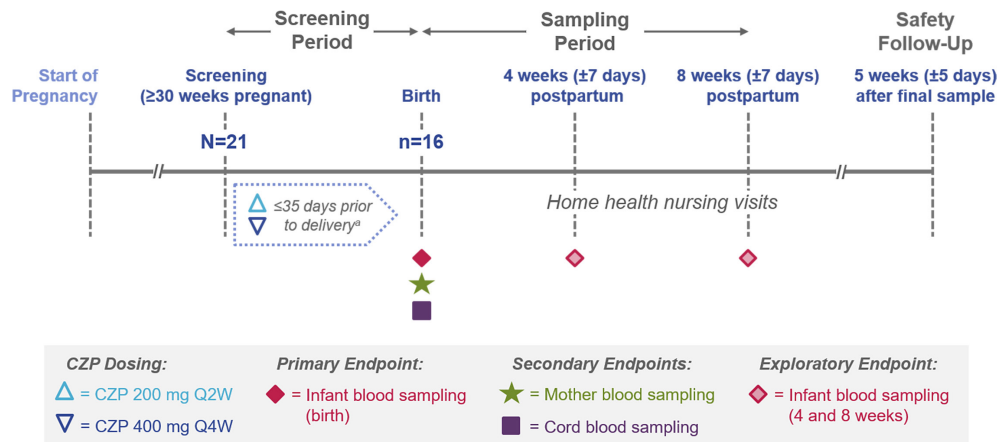 Screening
Period
Sampling
Period
Safety
Follow-Up
Start of
Pregnancy
Screening
(≥30 weeks pregnant)
Birth
4 weeks (±7 days)
postpartum
8 weeks (±7 days)
postpartum
5 weeks (±5 days)
after final sample
N=21
n=16
≤35 days prior
to deliveryᵃ
Home health nursing visits
CZP Dosing:
= CZP 200 mg Q2W
= CZP 400 mg Q4W
Primary Endpoint:
= Infant blood sampling
(birth)
Secondary Endpoints:
= Mother blood sampling
= Cord blood sampling
Exploratory Endpoint:
= Infant blood sampling
(4 and 8 weeks)